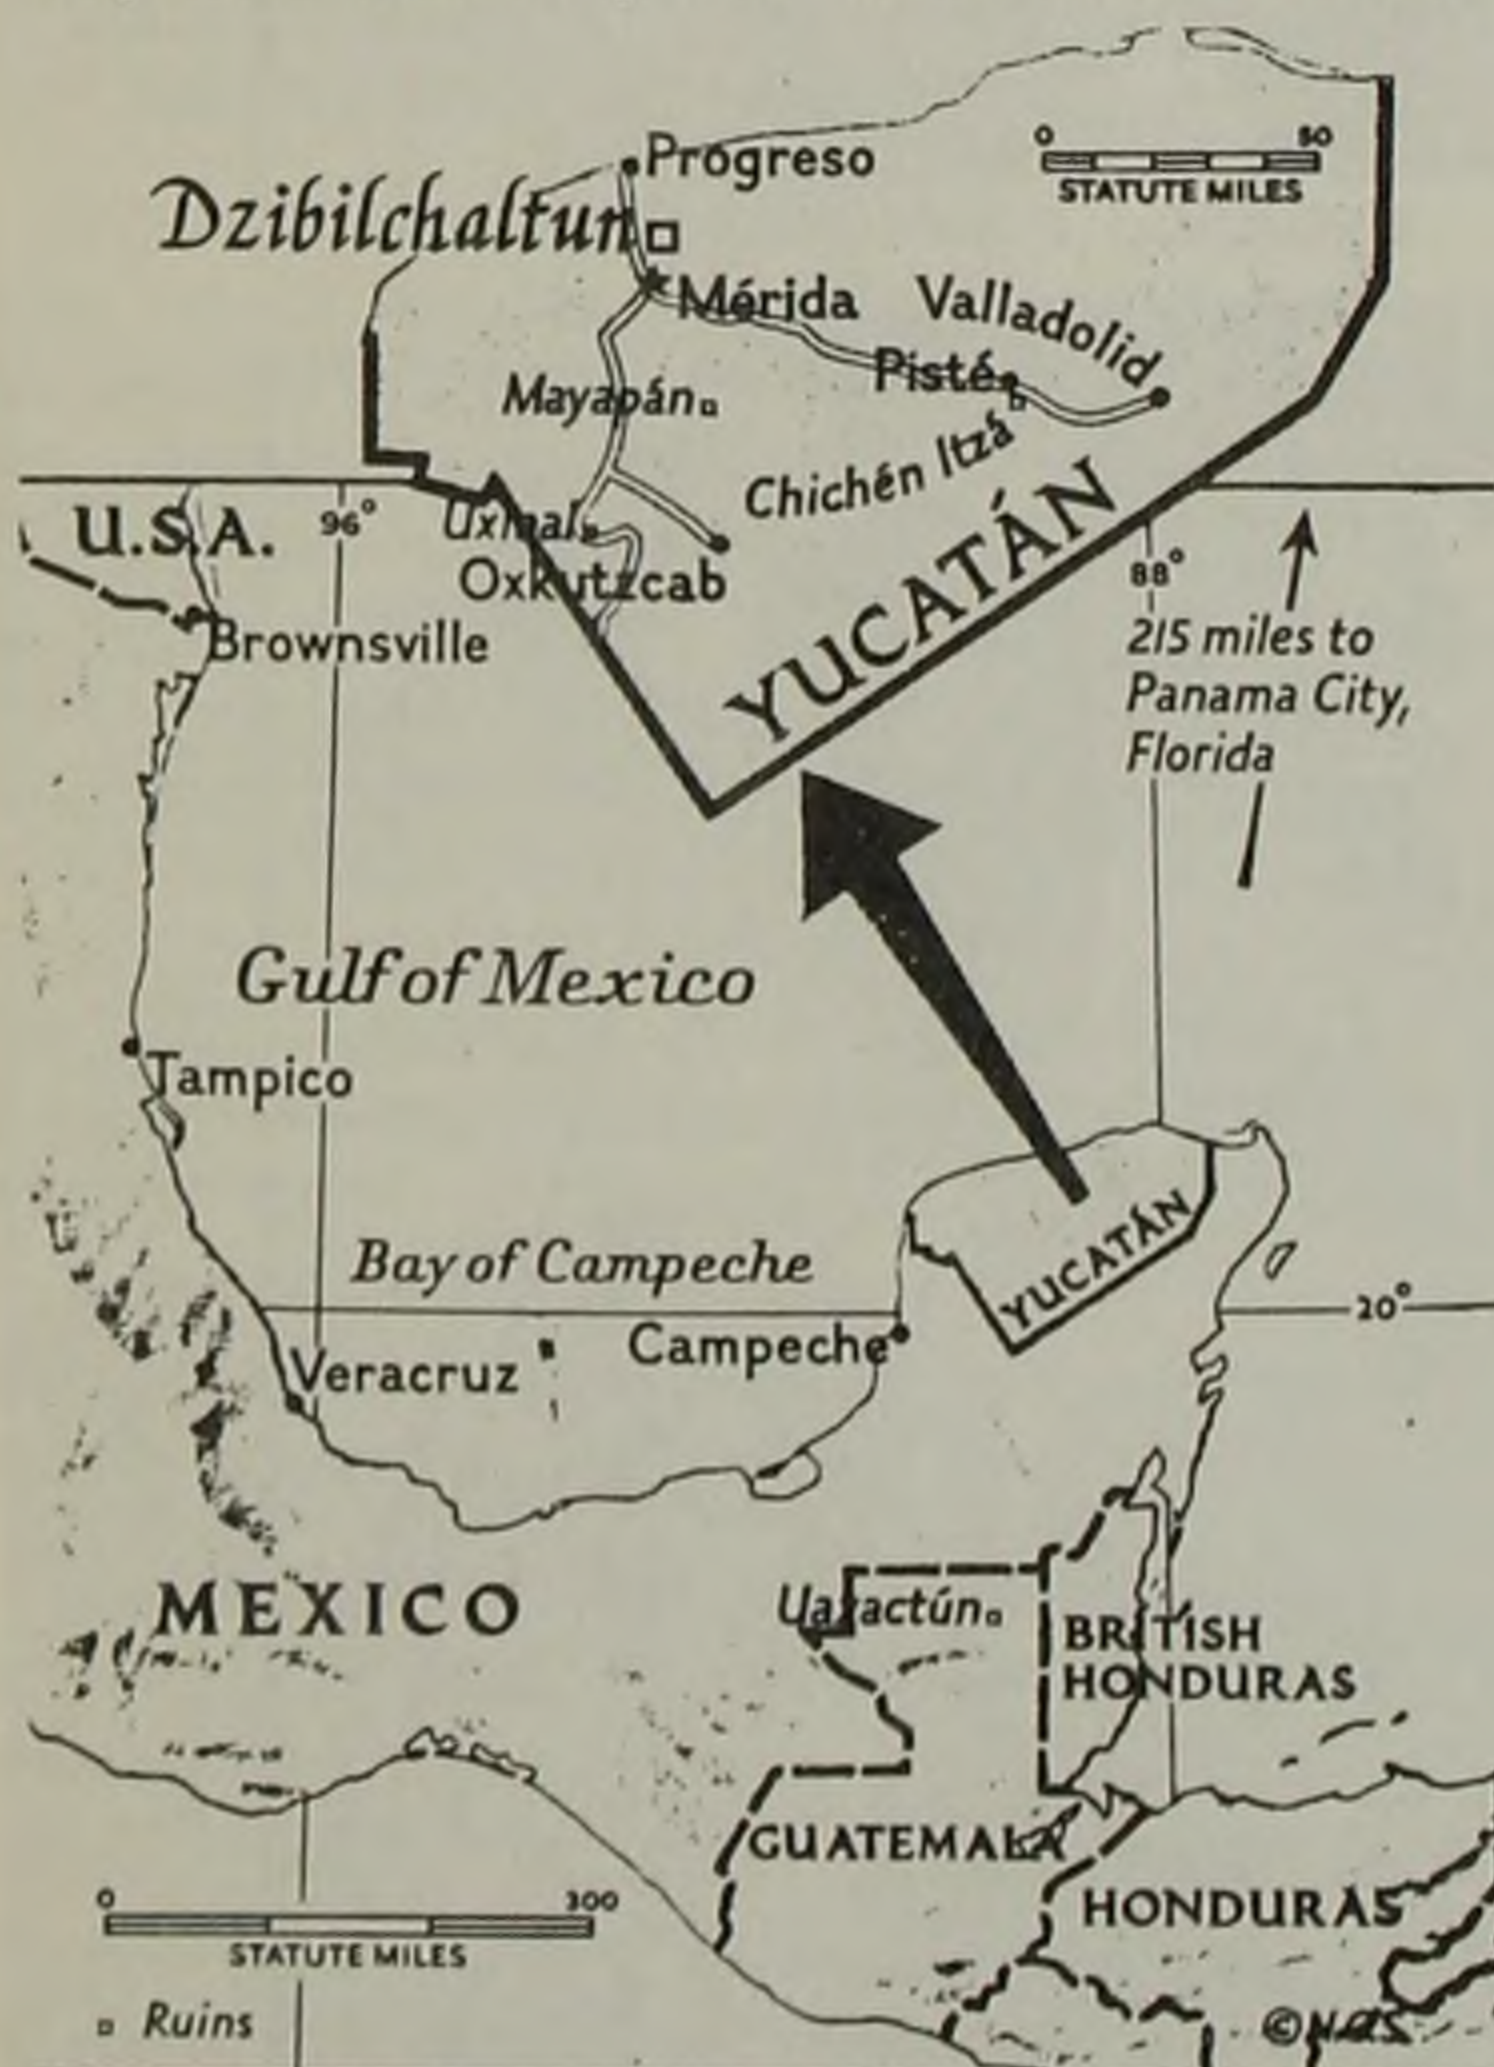 Progreso
0 50
STATUTE MILES
Dzibilchaltun
Mérida
Valladolid
Pisté
Mayapán
Chichén Itzá
Uxmal
Oxkutzcab
YUCATÁN
U.S.A.
96°
88°
Brownsville
215 miles to
Panama City,
Florida
Gulf of Mexico
Tampico
YUCATÁN
Bay of Campeche
20°
Campeche
Veracruz
MEXICO
Uaxactún
BRITISH
HONDURAS
GUATEMALA
HONDURAS
0 300
STATUTE MILES
Ruins
©N.G.S.